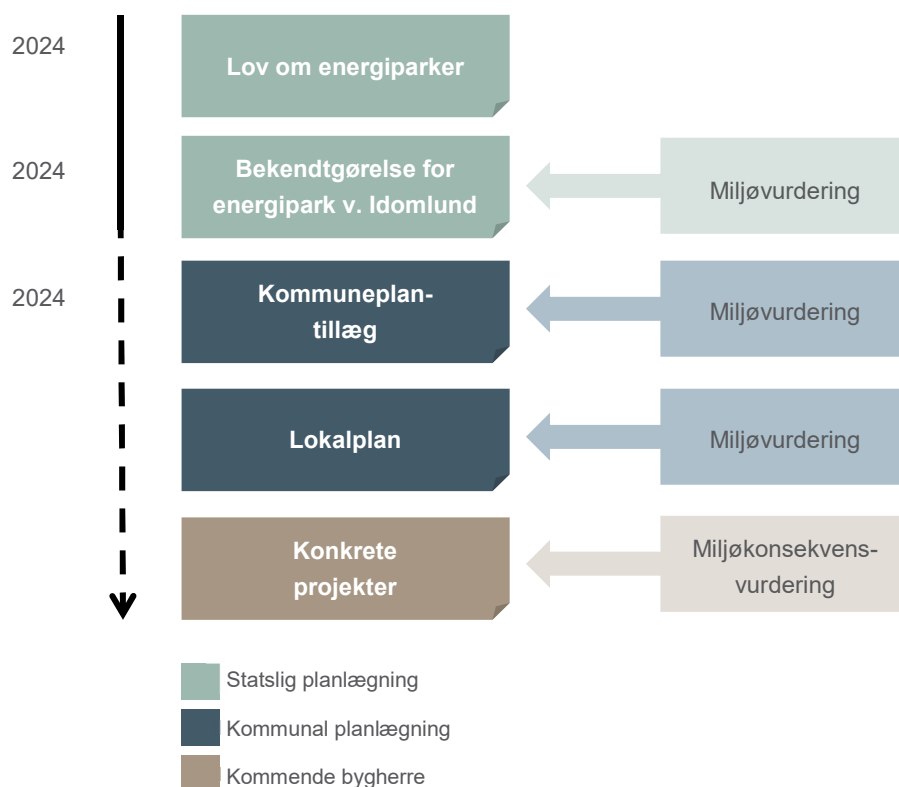 2024
Lov om energiparker
2024
Bekendtgørelse for
energipark v. Idomlund
Miljøvurdering
2024
Kommuneplan-
tillæg
Miljøvurdering
Lokalplan
Miljøvurdering
Konkrete
projekter
Miljøkonsekvens-
vurdering
Statslig planlægning
Kommunal planlægning
Kommende bygherre